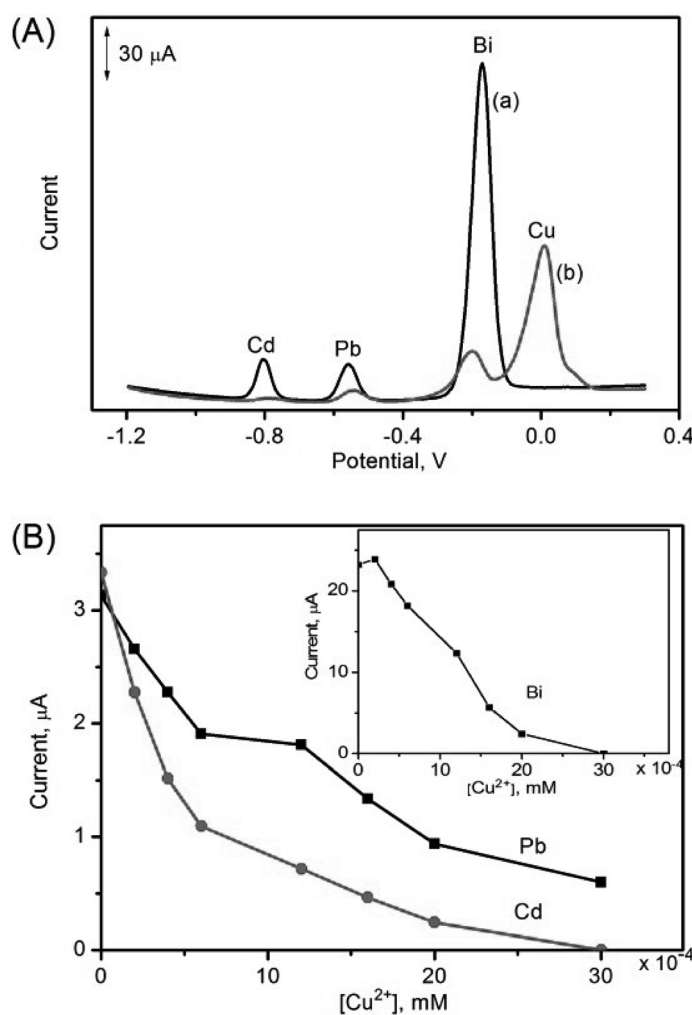 (A)
30 μA
Bi
(a)
Cu
(b)
Cd
Pb
Current
-1.2 -0.8 -0.4 0.0 0.4
Potential, V
(B)
3
2
1
0
Current, μA
20
10
0
Current, μA
Bi
0 10 20 30 x 10⁻⁴
[Cu²⁺], mM
Pb
Cd
0 10 20 30 x 10⁻⁴
[Cu²⁺], mM